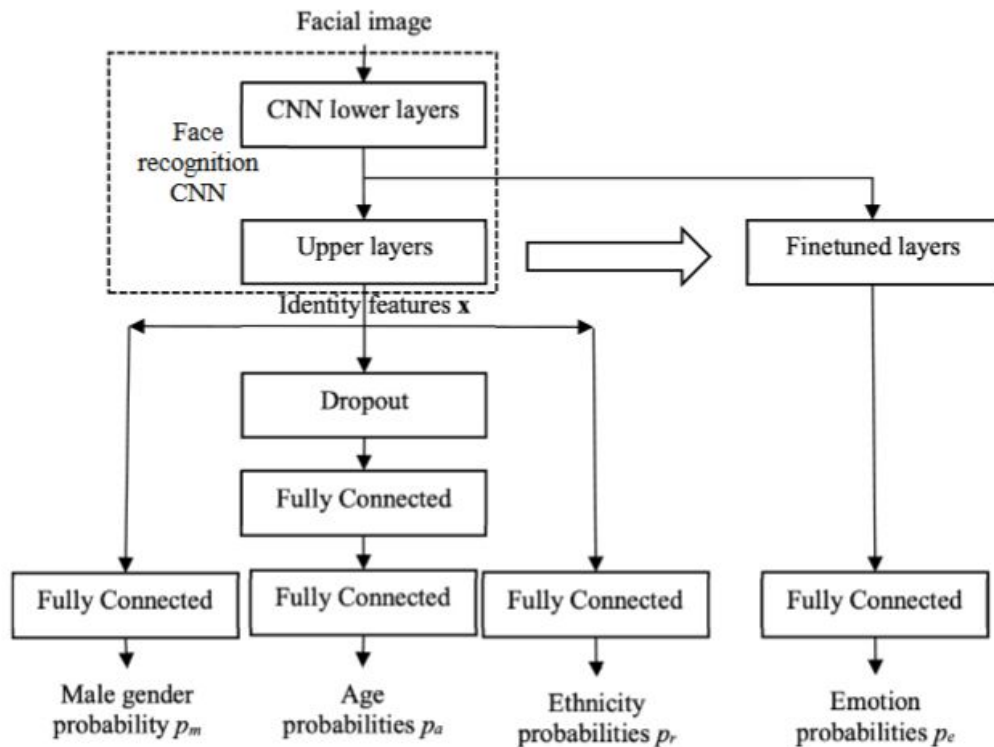 Facial image
CNN lower layers
Face
recognition
CNN
Upper layers
Finetuned layers
Identity features x
Dropout
Fully Connected
Fully Connected
Fully Connected
Fully Connected
Fully Connected
Male gender
probability pm
Age
probabilities pa
Ethnicity
probabilities pr
Emotion
probabilities pe